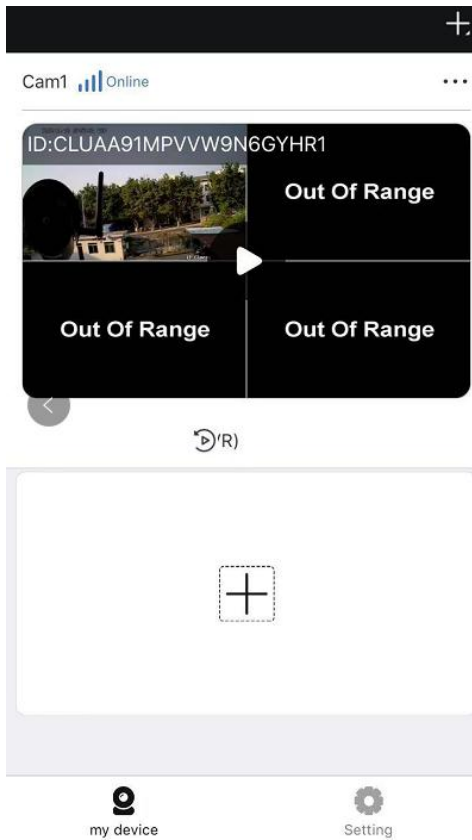 Cam1 Online
ID:CLUAA91MPVVW9N6GYHR1
Out Of Range
Out Of Range
Out Of Range
'R)
my device
Setting